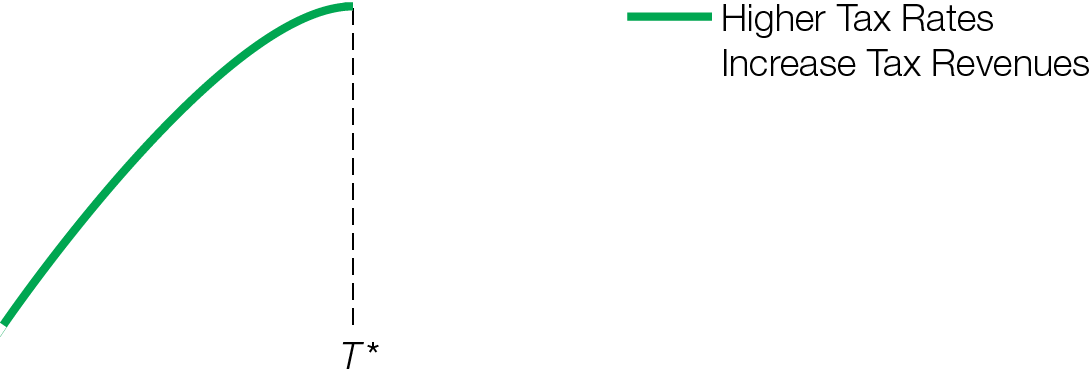 Higher Tax Rates
Increase Tax Revenues
T*